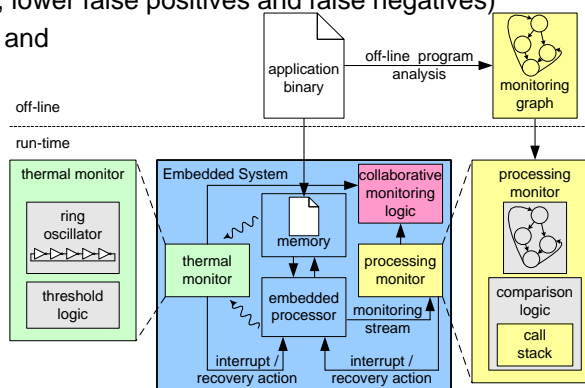 , lower false positives and false negatives)
and
application
binary
off-line program
analysis
monitoring
graph
off-line
run-time
thermal monitor
ring
oscillator
threshold
logic
Embedded System
collaborative
monitoring
logic
memory
thermal
monitor
processing
monitor
embedded
processor
monitoring
stream
interrupt /
recovery action
interrupt /
recovery action
processing
monitor
comparison
logic
call
stack